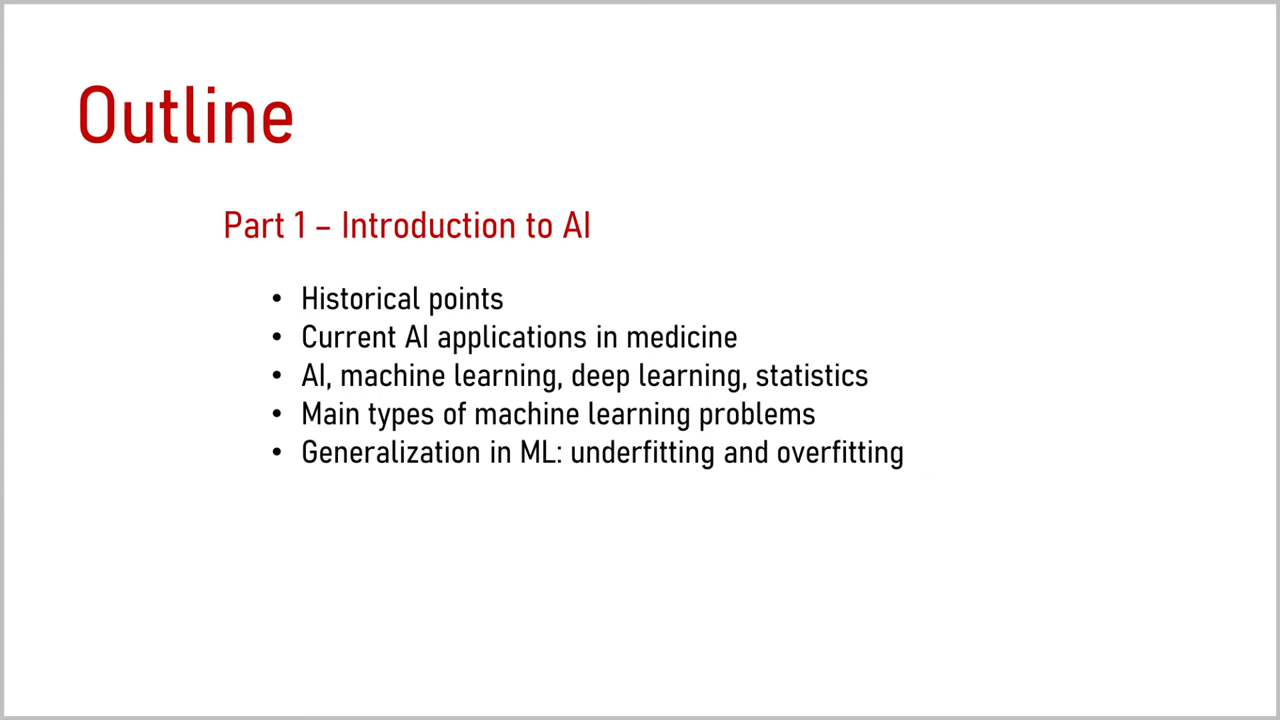 Outline
Part 1 – Introduction to AI
• Historical points
• Current AI applications in medicine
• AI, machine learning, deep learning, statistics
• Main types of machine learning problems
• Generalization in ML: underfitting and overfitting